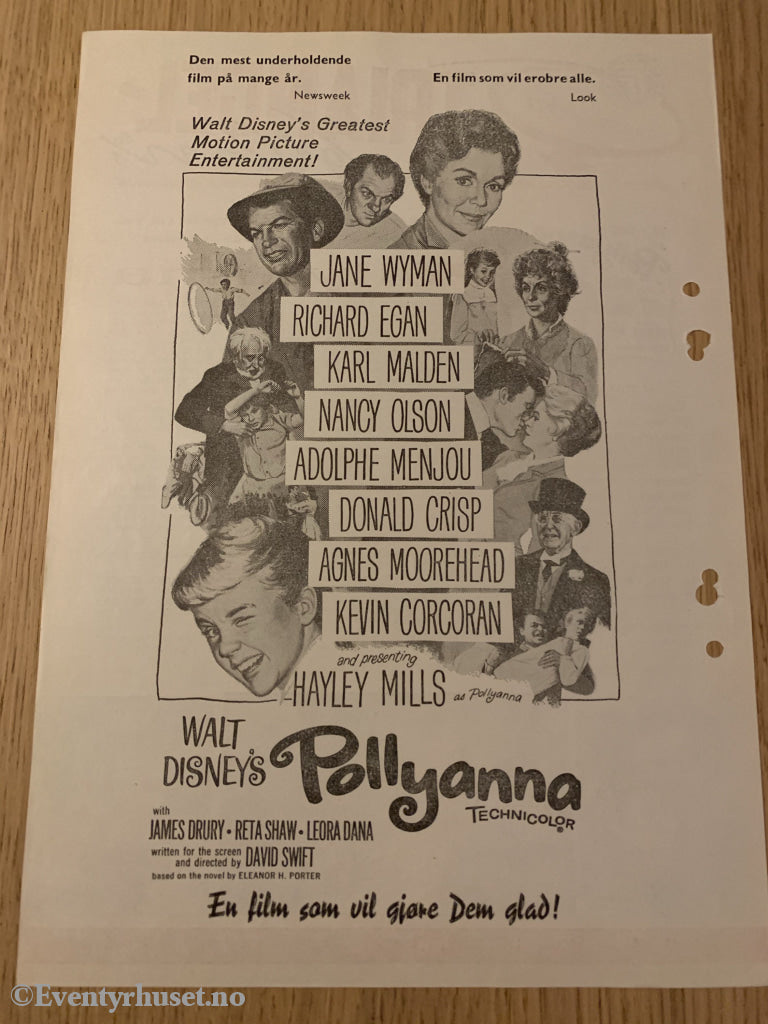 Den mest underholdende
film på mange år.
Newsweek
En film som vil erobre alle.
Look
Walt Disney's Greatest
Motion Picture
Entertainment!
JANE WYMAN
RICHARD EGAN
KARL MALDEN
NANCY OLSON
ADOLPHE MENJOU
DONALD CRISP
AGNES MOOREHEAD
KEVIN CORCORAN
and presenting
HAYLEY MILLS as Pollyanna
WALT
DISNEY'S
Pollyanna
TECHNICOLOR
with
JAMES DRURY • RETA SHAW • LEORA DANA
written for the screen
and directed by DAVID SWIFT
based on the novel by ELEANOR H. PORTER
En film som vil gjøre Dem glad!
©Eventyrhuset.no